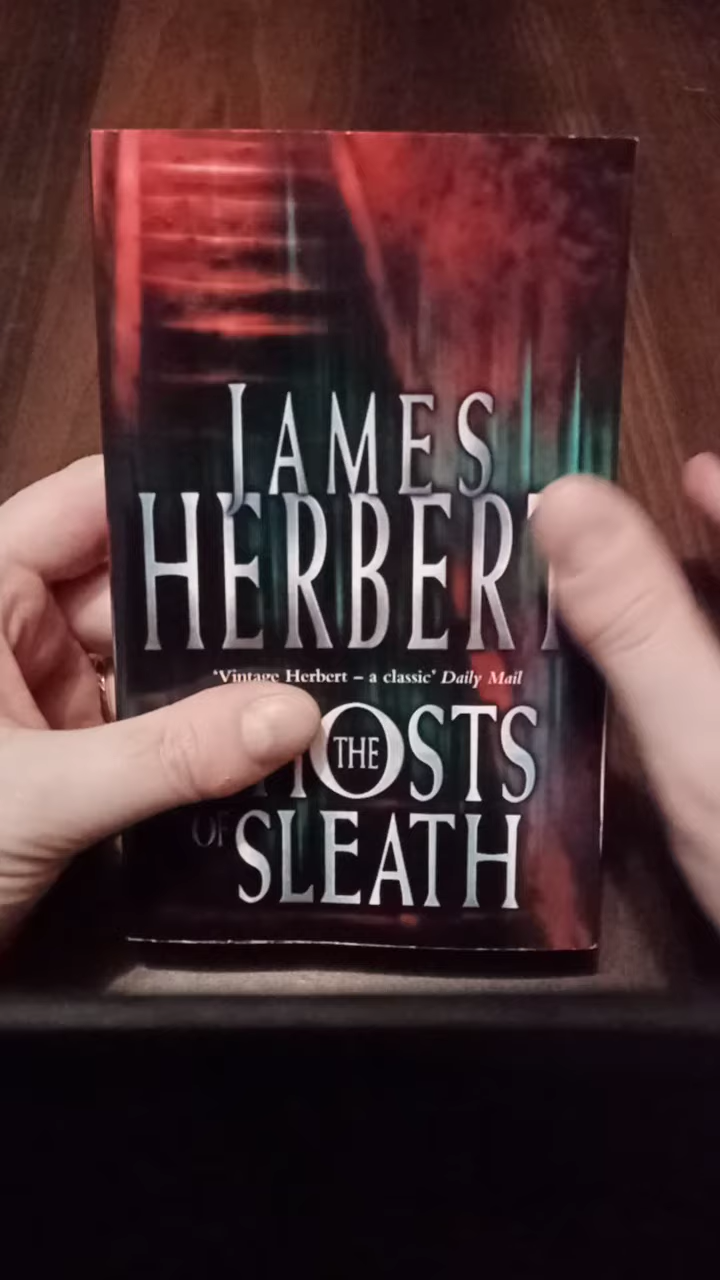 JAMES
HERBERT
'Vintage Herbert – a classic' Daily Mail
THE
GHOSTS
OF SLEATH